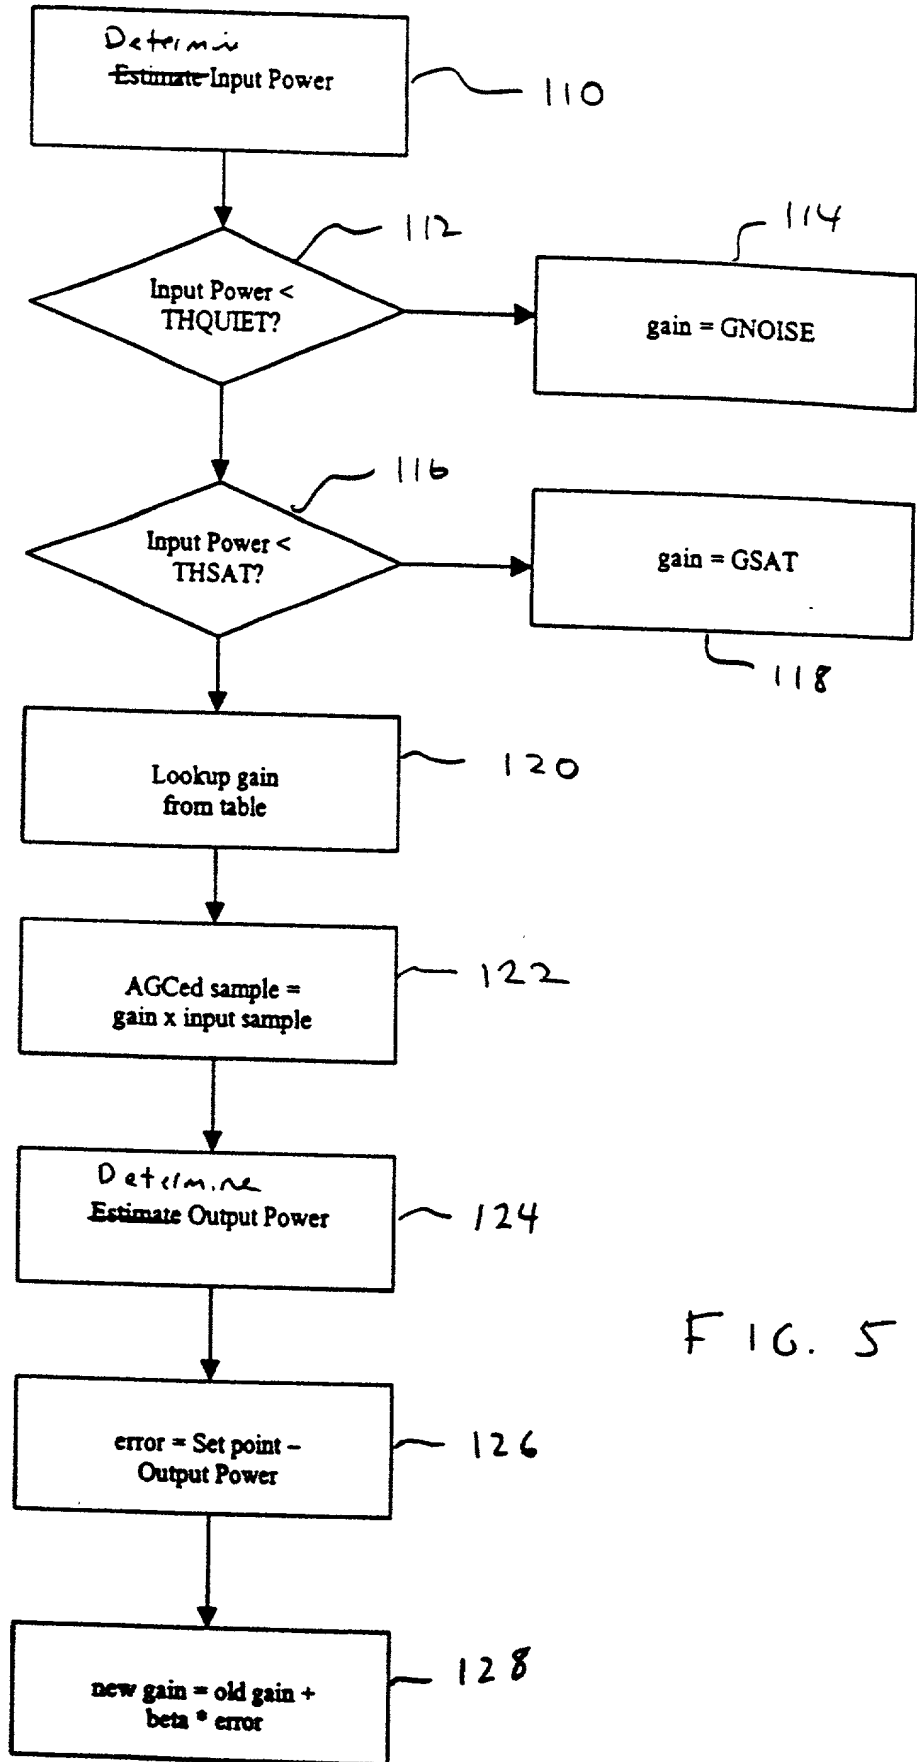 Determin
Estimate Input Power
110
112
Input Power <
THQUIET?
114
gain = GNOISE
116
Input Power <
THSAT?
gain = GSAT
118
Lookup gain
from table
120
AGCed sample =
gain x input sample
122
Determine
Estimate Output Power
124
FIG. 5
error = Set point –
Output Power
126
new gain = old gain +
beta * error
128